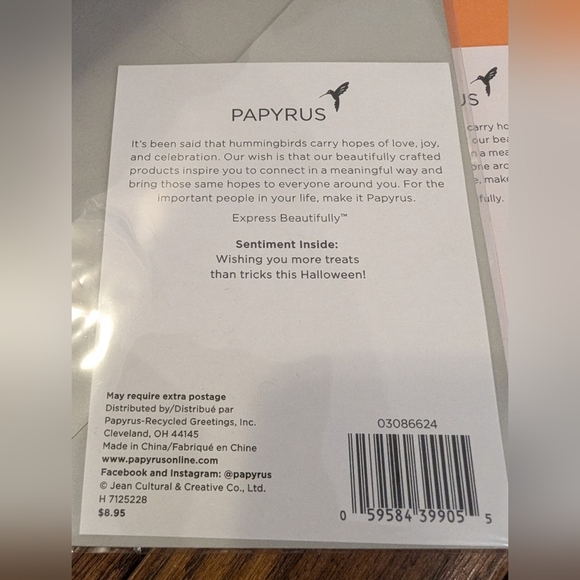 PAPYRUS
It's been said that hummingbirds carry hopes of love, joy,
and celebration. Our wish is that our beautifully crafted
products inspire you to connect in a meaningful way and
bring those same hopes to everyone around you. For the
important people in your life, make it Papyrus.
Express Beautifully™
Sentiment Inside:
Wishing you more treats
than tricks this Halloween!
May require extra postage
Distributed by/Distribué par
Papyrus-Recycled Greetings, Inc.
Cleveland, OH 44145
Made in China/Fabriqué en Chine
www.papyrusonline.com
Facebook and Instagram: @papyrus
© Jean Cultural & Creative Co., Ltd.
H 7125228
$8.95
03086624
0 59584 39905 5
US
carry
our